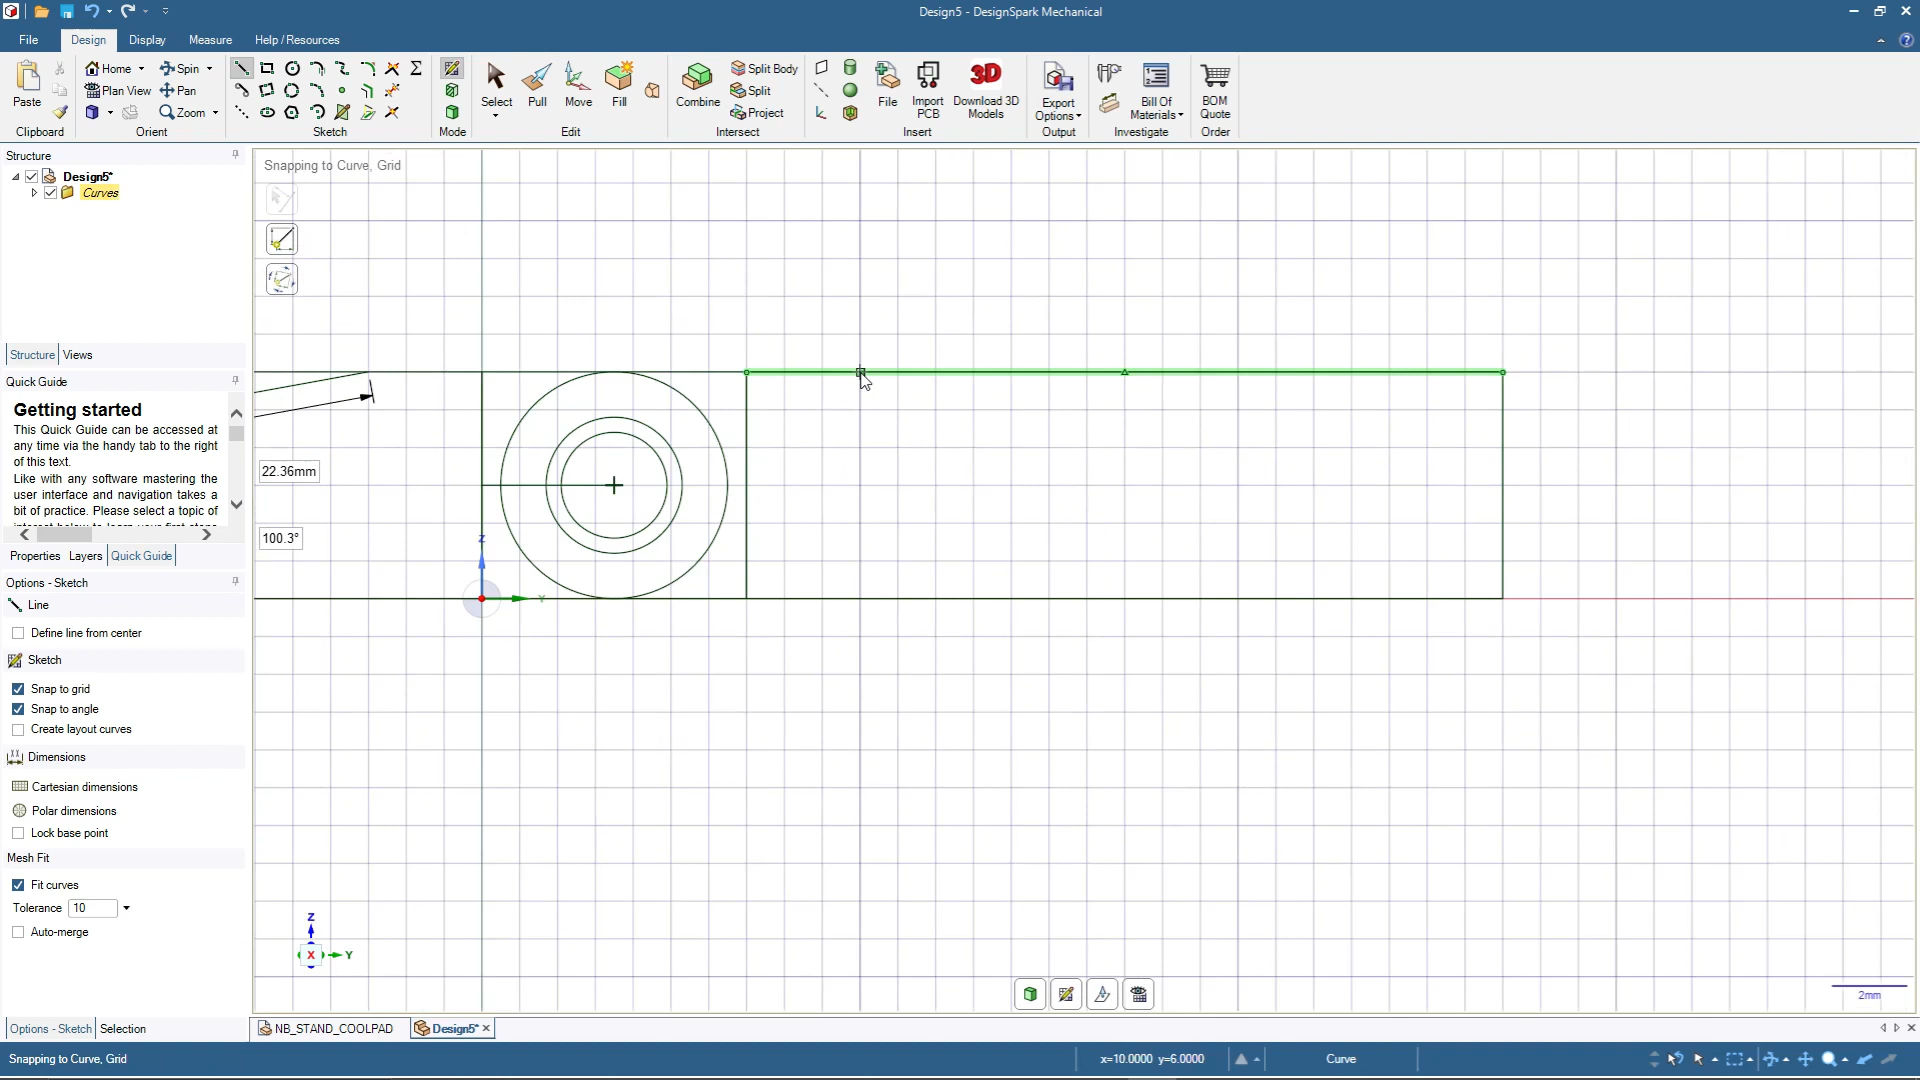 Design5 - DesignSpark Mechanical
File Design Display Measure Help / Resources
Paste
Clipboard
Home Spin
Plan View Pan
Zoom
Orient
Sketch
Mode
Select Pull Move Fill
Edit
Combine
Split Body
Split
Project
Intersect
File
Import PCB
3D
Download 3D Models
Insert
Export Options
Output
Bill Of Materials
Investigate
BOM Quote
Order
Structure
Design5*
Curves
Structure Views
Quick Guide
Getting started
This Quick Guide can be accessed at
any time via the handy tab to the right
of this text.
Like with any software mastering the
user interface and navigation takes a
bit of practice. Please select a topic of
Properties Layers Quick Guide
Options - Sketch
Line
Define line from center
Sketch
Snap to grid
Snap to angle
Create layout curves
Dimensions
Cartesian dimensions
Polar dimensions
Lock base point
Mesh Fit
Fit curves
Tolerance 10
Auto-merge
Options - Sketch Selection
Snapping to Curve, Grid
22.36mm
100.3°
Z
Y
Z
X
Y
2mm
NB_STAND_COOLPAD Design5*
Snapping to Curve, Grid
x=10.0000 y=6.0000
Curve